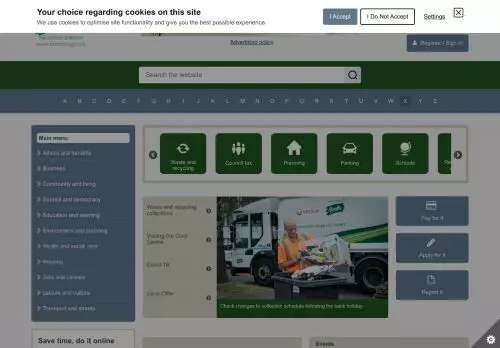 Your choice regarding cookies on this site
We use cookies to optimise site functionality and give you the best possible experience
I Accept
I Do Not Accept
Settings
Advertising policy
Register / Sign in
Search the website
A B C D E F G H I J K L M N O P Q R S T U V W X Y Z
Main menu
Advice and benefits
Business
Community and living
Council and democracy
Education and learning
Environment and planning
Health and social care
Housing
Jobs and careers
Leisure and culture
Transport and streets
Waste and recycling
Council tax
Planning
Parking
Schools
Waste and recycling collections
Visiting the Civic Centre
Covid-19
Loca-Offer
VEOLIA
Check changes to collection schedule following the bank holiday.
Pay for it
Apply for it
Report it
Save time, do it online